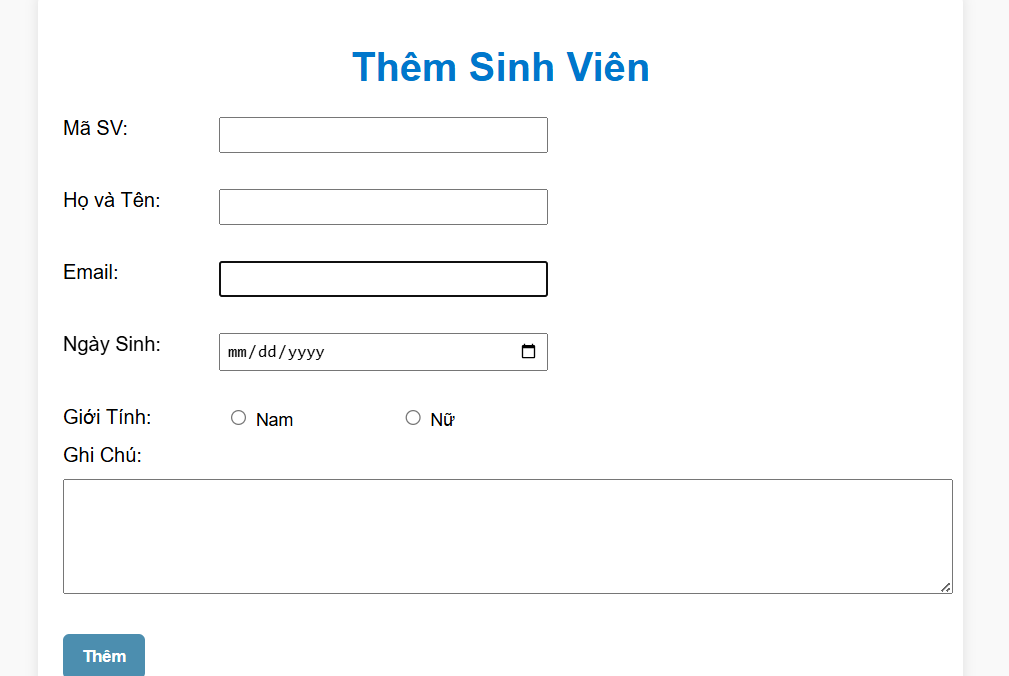 Thêm Sinh Viên
Mã SV:
Họ và Tên:
Email:
Ngày Sinh: mm/dd/yyyy
Giới Tính: Nam Nữ
Ghi Chú:
Thêm